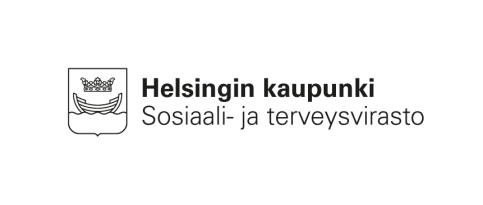 Helsingin kaupunki
Sosiaali- ja terveysvirasto